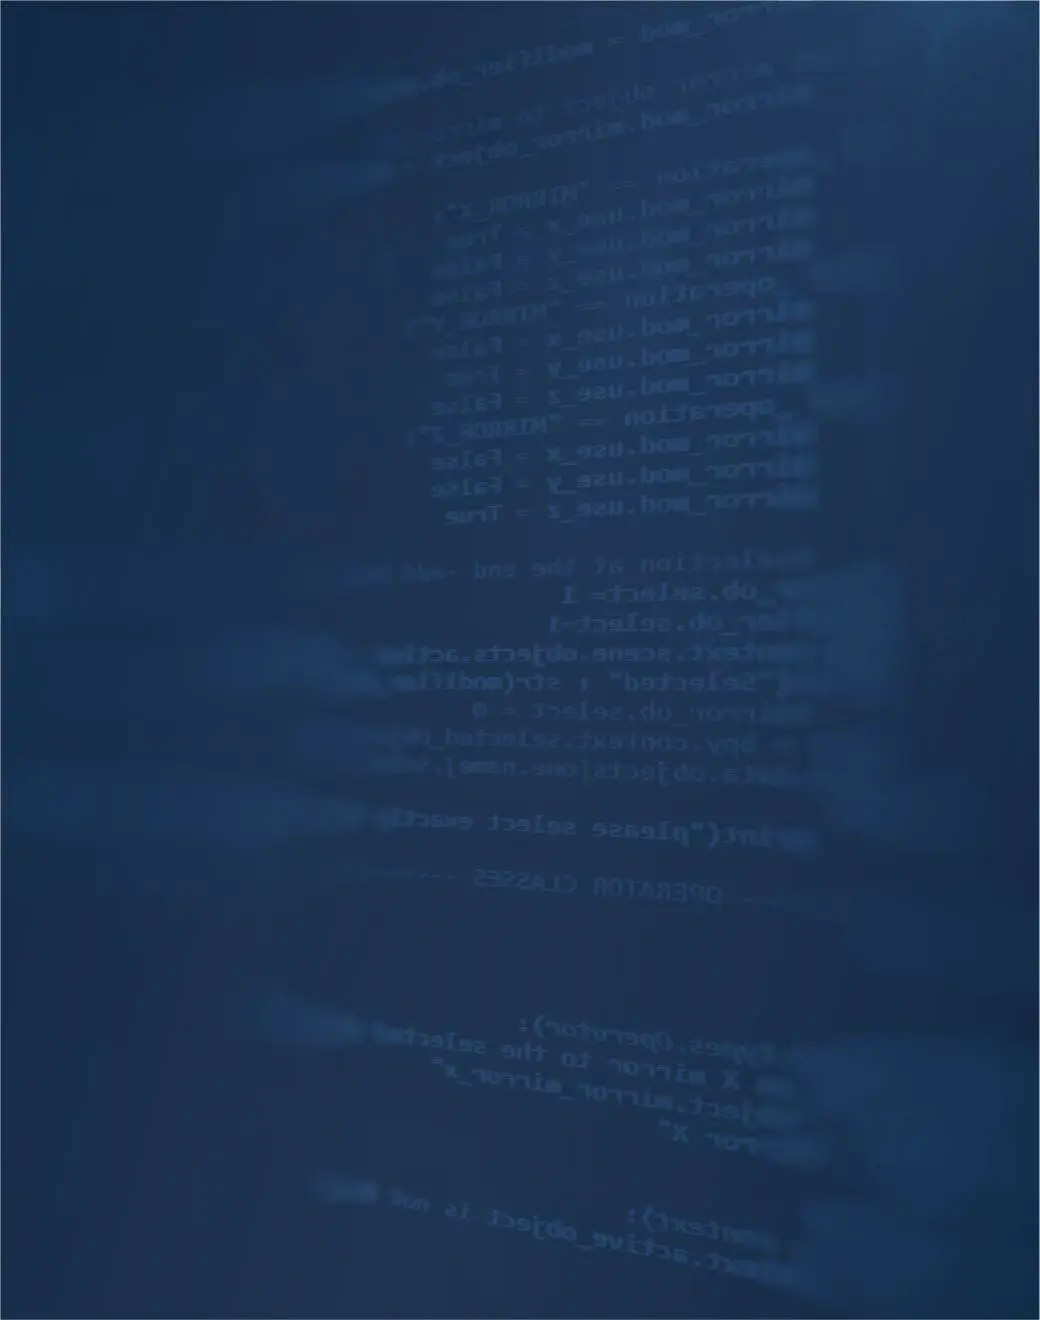 mirror_mod = modifier_ob
mirror object to mirror
mirror_mod.mirror_object
operation == "MIRROR_X":
mirror_mod.use_x = True
mirror_mod.use_y = False
mirror_mod.use_z = False
operation == "MIRROR_Y":
mirror_mod.use_x = False
mirror_mod.use_y = True
mirror_mod.use_z = False
operation == "MIRROR_Z":
mirror_mod.use_x = False
mirror_mod.use_y = False
mirror_mod.use_z = True
selection at the end -add
_ob.select= 1
er_ob.select=1
ntext.scene.objects.active
"Selected" : str(modifier
irror_ob.select = 0
bpy.context.selected_ob
ta.objects[one.name].sel
int("please select exactly
-- OPERATOR CLASSES ----
types.Operator):
X mirror to the selected
ject.mirror_mirror_x"
ror X"
ontext):
ext.active_object is not